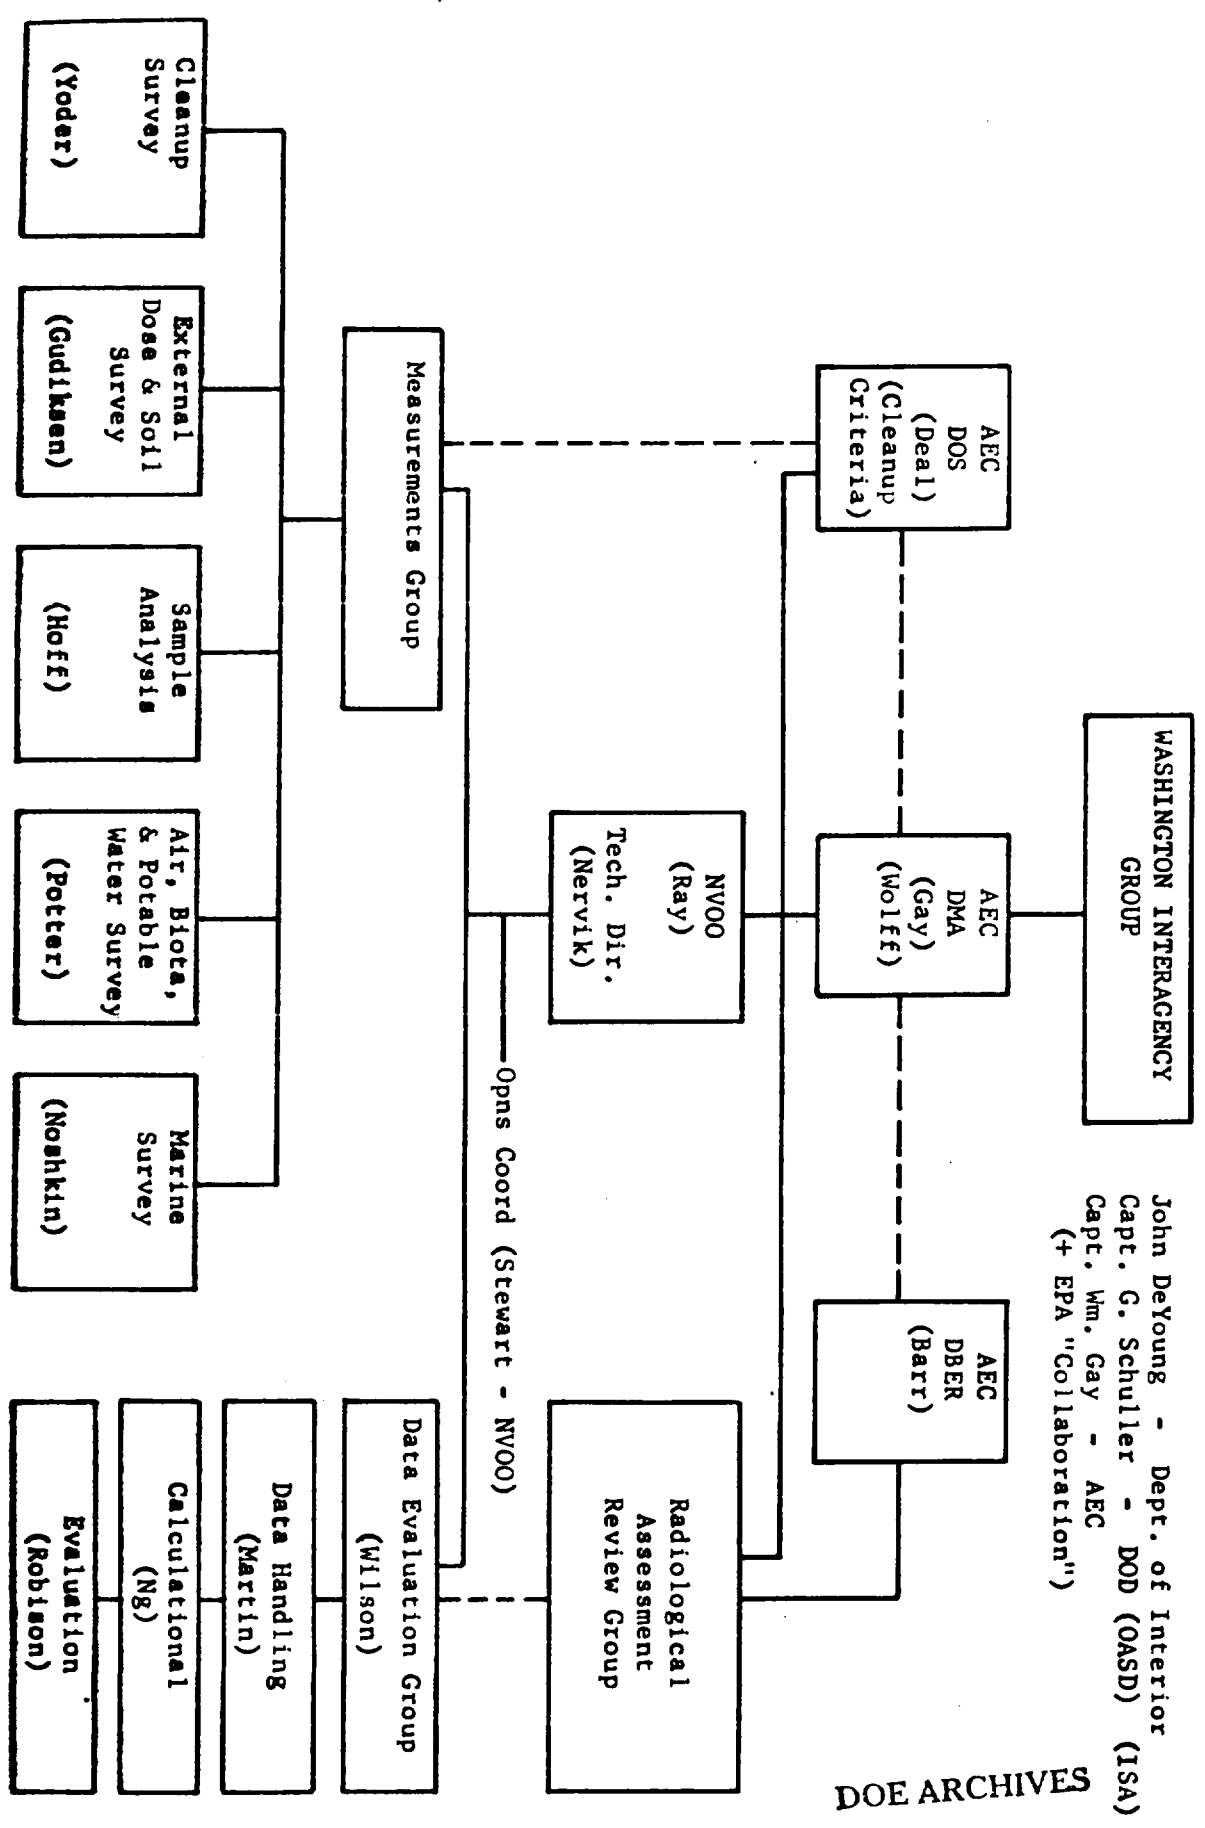 WASHINGTON INTERAGENCY
GROUP
John DeYoung - Dept. of Interior
Capt. G. Schuller - DOD (OASD) (ISA)
Capt. Wm. Gay - AEC
(+ EPA "Collaboration")
AEC
DOS
(Deal)
(Cleanup
Criteria)
AEC
DMA
(Gay)
(Wolff)
AEC
DBER
(Barr)
NVOO
(Ray)
Tech. Dir.
(Nervik)
Radiological
Assessment
Review Group
Opns Coord (Stewart - NVOO)
Measurements Group
Data Evaluation Group
(Wilson)
Data Handling
(Martin)
Calculational
(Ng)
Evaluation
(Robison)
Cleanup
Survey
(Yoder)
External
Dose & Soil
Survey
(Gudiksen)
Sample
Analysis
(Hoff)
Air, Biota,
& Potable
Water Survey
(Potter)
Marine
Survey
(Noshkin)
DOE ARCHIVES